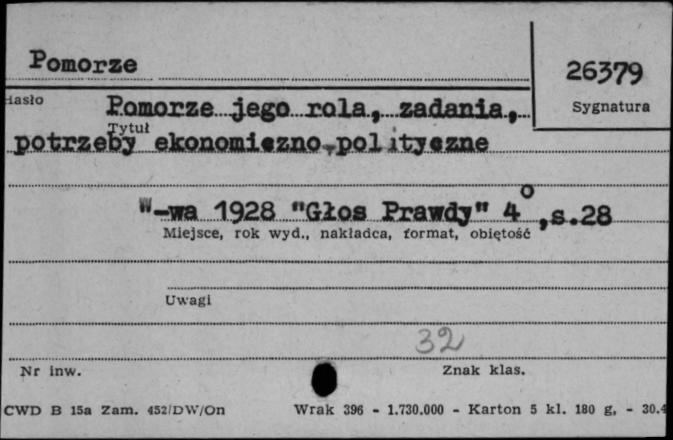 Pomorze
26379
Hasło
Pomorze jego rola, zadania,
Sygnatura
Tytuł
potrzeby ekonomiczno-polityczne
W-wa 1928 "Głos Prawdy" 4°, s.28
Miejsce, rok wyd., nakładca, format, obiętość
Uwagi
32
Nr inw.
Znak klas.
CWD B 15a Zam. 452/DW/On Wrak 396 - 1.730.000 - Karton 5 kl. 180 g, - 30.4